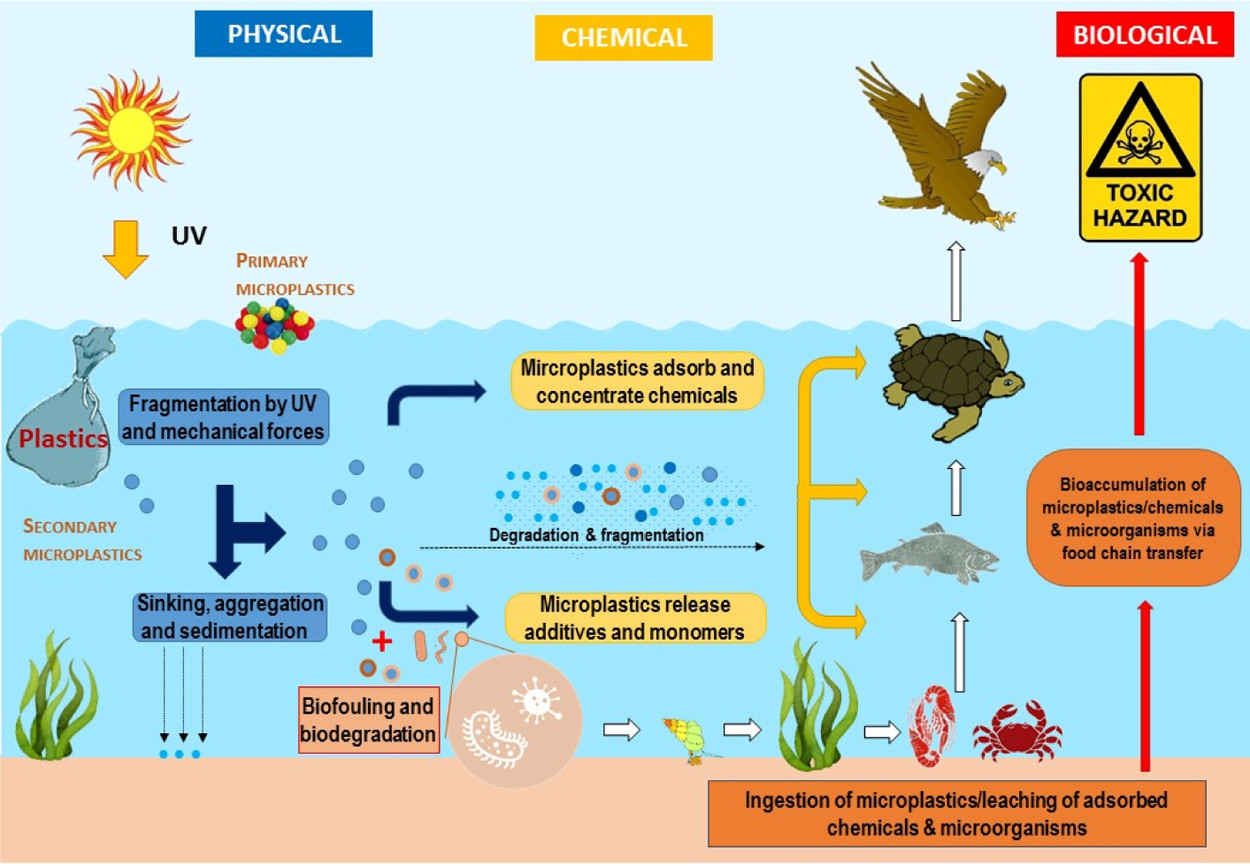 PHYSICAL
CHEMICAL
BIOLOGICAL
UV
PRIMARY
MICROPLASTICS
TOXIC
HAZARD
Plastics
Fragmentation by UV
and mechanical forces
Mircroplastics adsorb and
concentrate chemicals
SECONDARY
MICROPLASTICS
Degradation & fragmentation
Bioaccumulation of
microplastics/chemicals
& microorganisms via
food chain transfer
Sinking, aggregation
and sedimentation
Microplastics release
additives and monomers
+
Biofouling and
biodegradation
Ingestion of microplastics/leaching of adsorbed
chemicals & microorganisms